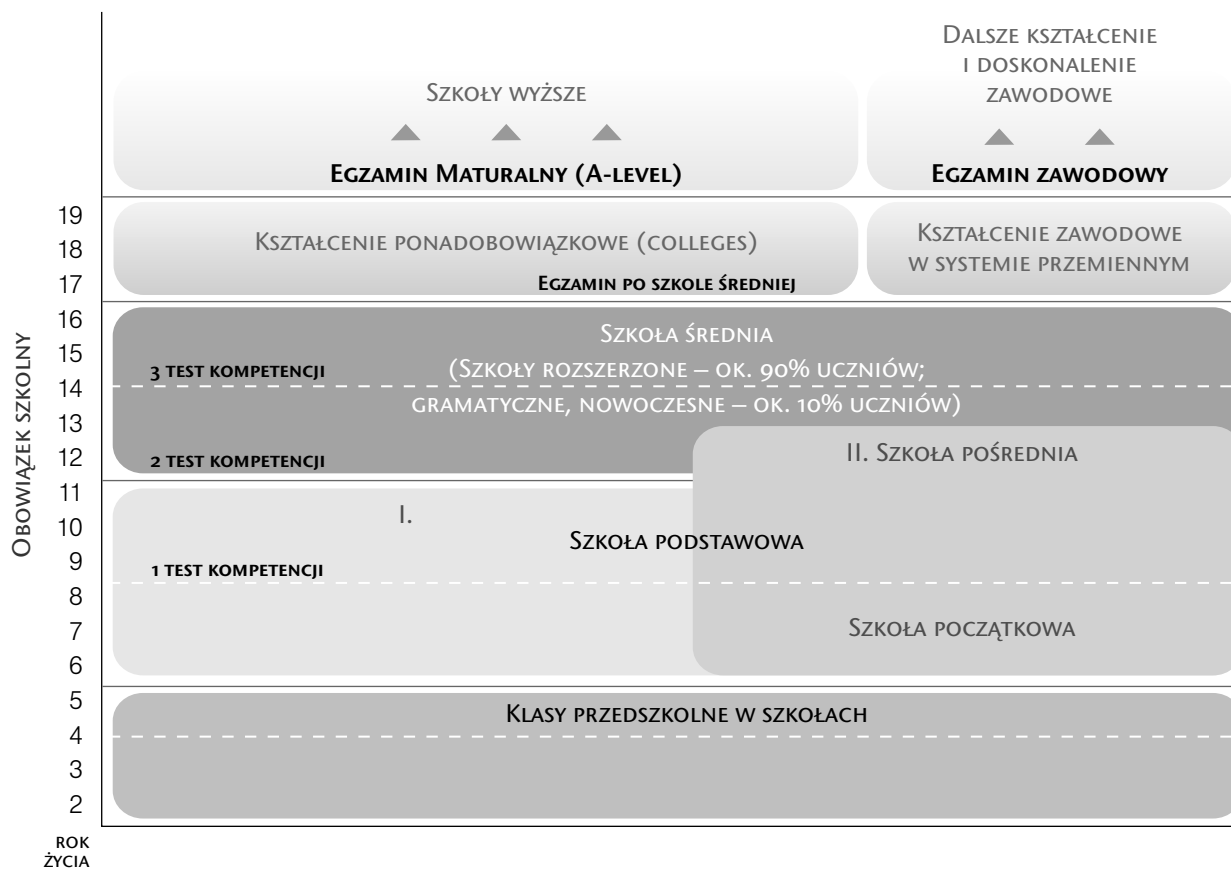 Dalsze kształcenie
i doskonalenie
zawodowe
Szkoły wyższe
Egzamin Maturalny (A-level)
Egzamin zawodowy
19
18
17
Kształcenie ponadobowiązkowe (colleges)
Egzamin po szkole średniej
Kształcenie zawodowe
w systemie przemiennym
Obowiązek szkolny
16
15
14
13
12
Szkoła średnia
(Szkoły rozszerzone – ok. 90% uczniów;
gramatyczne, nowoczesne – ok. 10% uczniów)
3 test kompetencji
2 test kompetencji
II. Szkoła pośrednia
11
10
9
8
7
6
I.
Szkoła podstawowa
1 test kompetencji
Szkoła początkowa
5
4
3
2
Klasy przedszkolne w szkołach
rok
życia